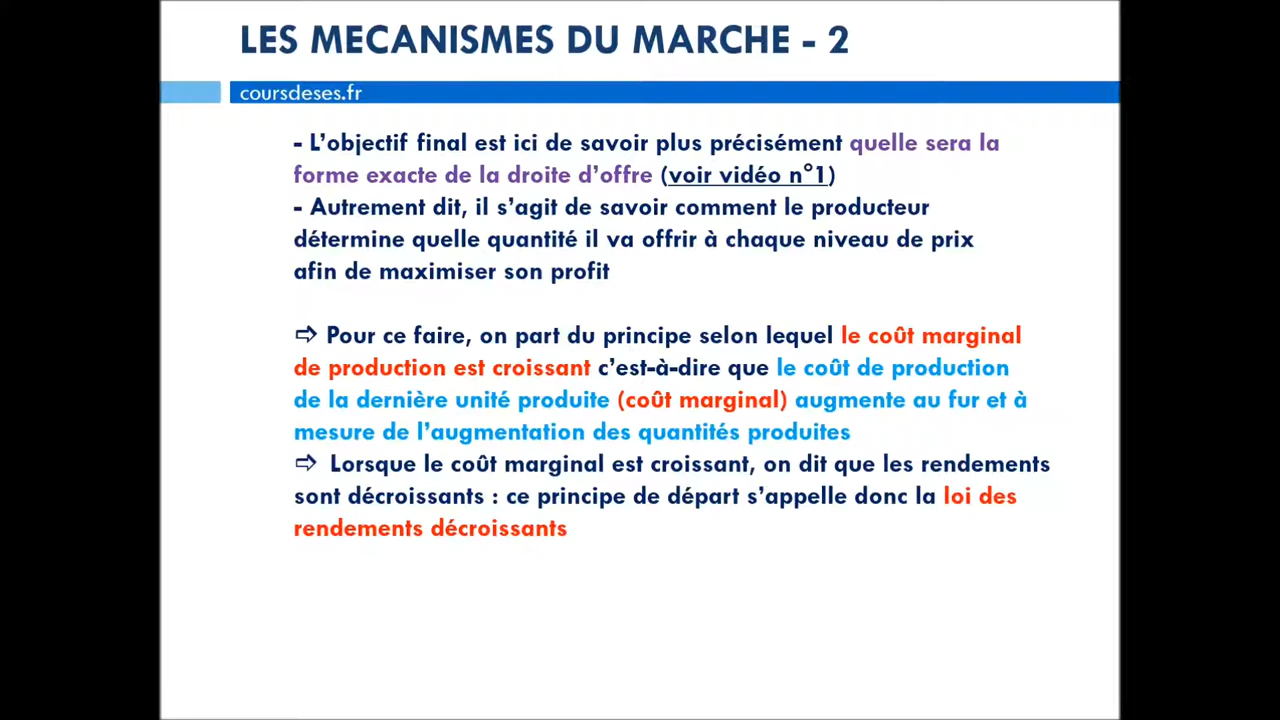 LES MECANISMES DU MARCHE - 2
coursdeses.fr
- L'objectif final est ici de savoir plus précisément quelle sera la
forme exacte de la droite d'offre (voir vidéo n°1)
- Autrement dit, il s'agit de savoir comment le producteur
détermine quelle quantité il va offrir à chaque niveau de prix
afin de maximiser son profit
⇨ Pour ce faire, on part du principe selon lequel le coût marginal
de production est croissant c'est-à-dire que le coût de production
de la dernière unité produite (coût marginal) augmente au fur et à
mesure de l'augmentation des quantités produites
⇨ Lorsque le coût marginal est croissant, on dit que les rendements
sont décroissants : ce principe de départ s'appelle donc la loi des
rendements décroissants